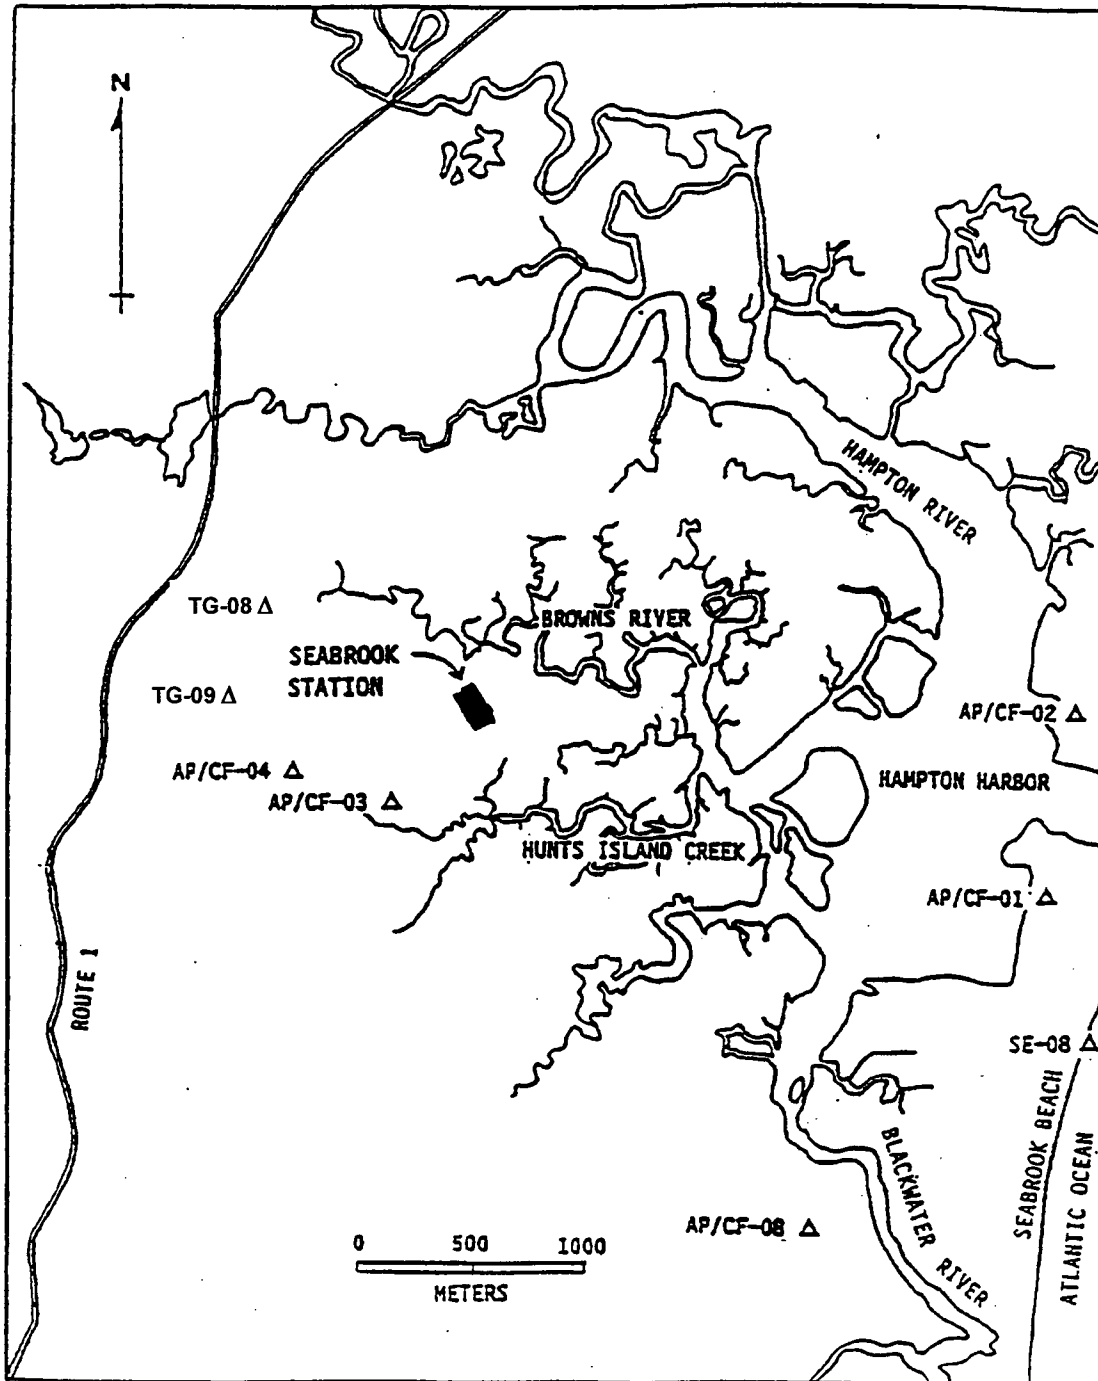 N
HAMPTON RIVER
TG-08 Δ
BROWNS RIVER
SEABROOK
STATION
TG-09 Δ
AP/CF-02 Δ
AP/CF-04 Δ
HAMPTON HARBOR
AP/CF-03 Δ
HUNTS ISLAND CREEK
AP/CF-01 Δ
ROUTE 1
SE-08 Δ
SEABROOK BEACH
ATLANTIC OCEAN
BLACKWATER RIVER
AP/CF-08 Δ
0 500 1000
METERS